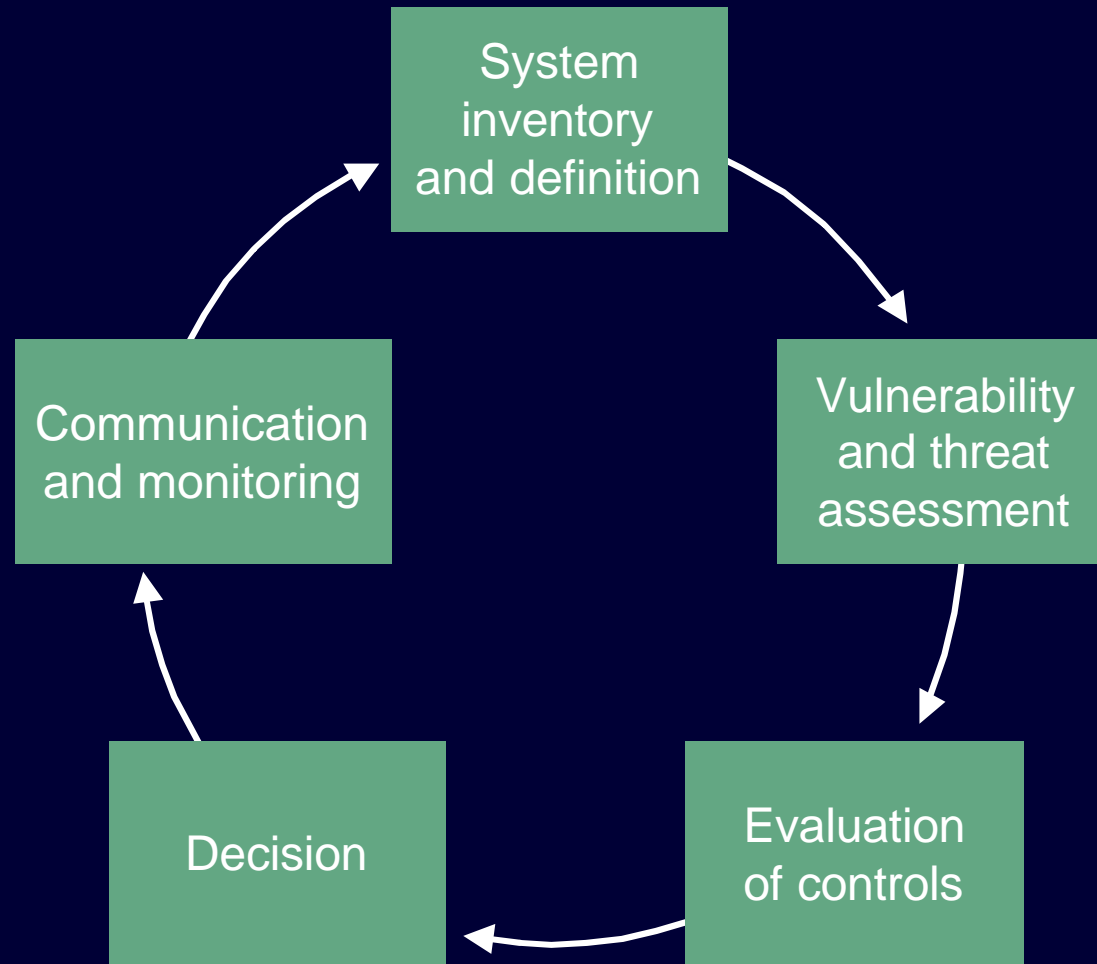 System
inventory
and definition
Vulnerability
and threat
assessment
Evaluation
of controls
Decision
Communication
and monitoring